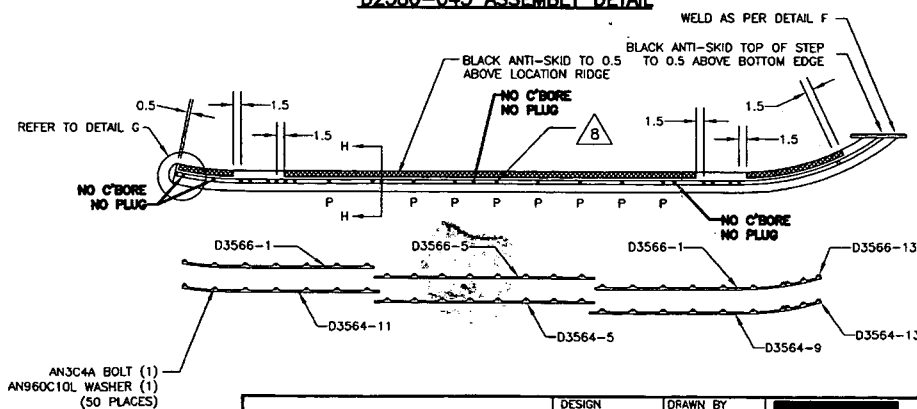 D2580-045 ASSEMBLY DETAIL
WELD AS PER DETAIL F
BLACK ANTI-SKID TO 0.5
ABOVE LOCATION RIDGE
BLACK ANTI-SKID TOP OF STEP
TO 0.5 ABOVE BOTTOM EDGE
NO C'BORE
NO PLUG
0.5
1.5
1.5
1.5
1.5
1.5
8
REFER TO DETAIL G
H
H
NO C'BORE
NO PLUG
P P P P P P P P
NO C'BORE
NO PLUG
D3566-1
D3566-5
D3566-1
D3566-13
D3564-11
D3564-5
D3564-9
D3564-13
AN3C4A BOLT (1)
AN960C10L WASHER (1)
(50 PLACES)
DESIGN
DRAWN BY